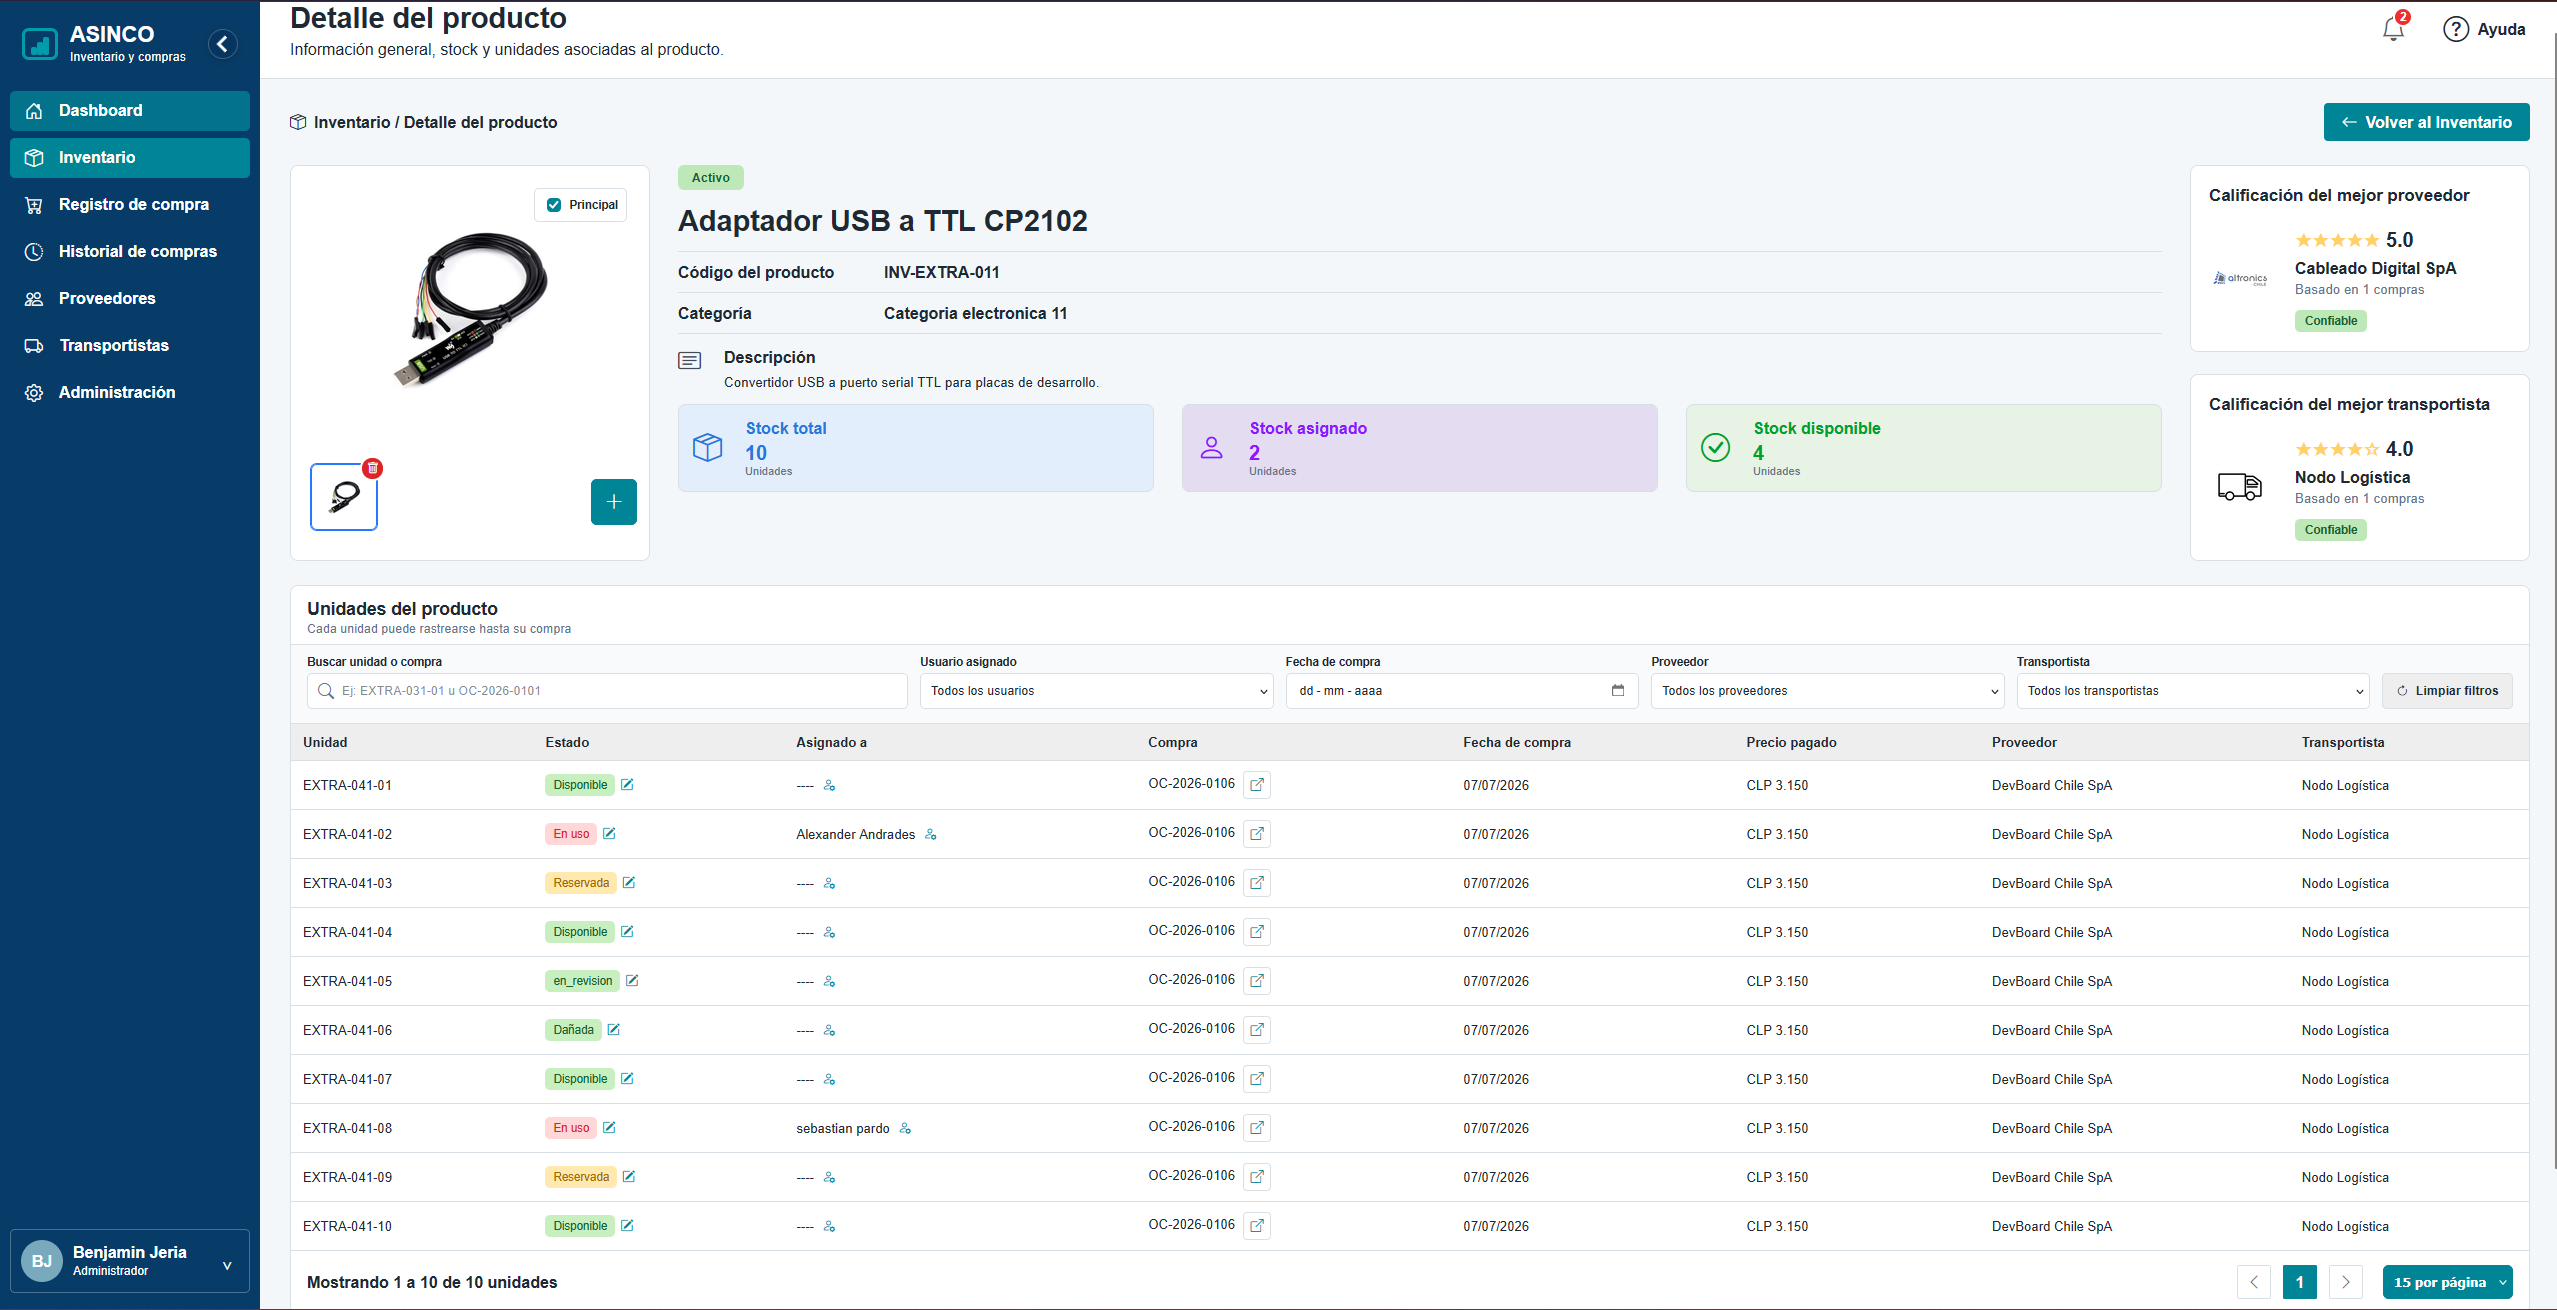 ASINCO
Inventario y compras
Dashboard
Inventario
Registro de compra
Historial de compras
Proveedores
Transportistas
Administración
BJ
Benjamin Jeria
Administrador
v
Detalle del producto
Información general, stock y unidades asociadas al producto.
2
? Ayuda
Inventario / Detalle del producto
← Volver al Inventario
Principal
+
Activo
Adaptador USB a TTL CP2102
Código del producto INV-EXTRA-011
Categoría Categoria electronica 11
Descripción
Convertidor USB a puerto serial TTL para placas de desarrollo.
Stock total
10
Unidades
Stock asignado
2
Unidades
Stock disponible
4
Unidades
Calificación del mejor proveedor
★★★★★ 5.0
altronics
CHILE
Cableado Digital SpA
Basado en 1 compras
Confiable
Calificación del mejor transportista
★★★★☆ 4.0
Nodo Logística
Basado en 1 compras
Confiable
Unidades del producto
Cada unidad puede rastrearse hasta su compra
Buscar unidad o compra Usuario asignado Fecha de compra Proveedor Transportista
Ej: EXTRA-031-01 u OC-2026-0101 Todos los usuarios dd - mm - aaaa Todos los proveedores Todos los transportistas Limpiar filtros
Unidad Estado Asignado a Compra Fecha de compra Precio pagado Proveedor Transportista
EXTRA-041-01 Disponible ---- OC-2026-0106 07/07/2026 CLP 3.150 DevBoard Chile SpA Nodo Logística
EXTRA-041-02 En uso Alexander Andrades OC-2026-0106 07/07/2026 CLP 3.150 DevBoard Chile SpA Nodo Logística
EXTRA-041-03 Reservada ---- OC-2026-0106 07/07/2026 CLP 3.150 DevBoard Chile SpA Nodo Logística
EXTRA-041-04 Disponible ---- OC-2026-0106 07/07/2026 CLP 3.150 DevBoard Chile SpA Nodo Logística
EXTRA-041-05 en_revision ---- OC-2026-0106 07/07/2026 CLP 3.150 DevBoard Chile SpA Nodo Logística
EXTRA-041-06 Dañada ---- OC-2026-0106 07/07/2026 CLP 3.150 DevBoard Chile SpA Nodo Logística
EXTRA-041-07 Disponible ---- OC-2026-0106 07/07/2026 CLP 3.150 DevBoard Chile SpA Nodo Logística
EXTRA-041-08 En uso sebastian pardo OC-2026-0106 07/07/2026 CLP 3.150 DevBoard Chile SpA Nodo Logística
EXTRA-041-09 Reservada ---- OC-2026-0106 07/07/2026 CLP 3.150 DevBoard Chile SpA Nodo Logística
EXTRA-041-10 Disponible ---- OC-2026-0106 07/07/2026 CLP 3.150 DevBoard Chile SpA Nodo Logística
Mostrando 1 a 10 de 10 unidades
1
15 por página